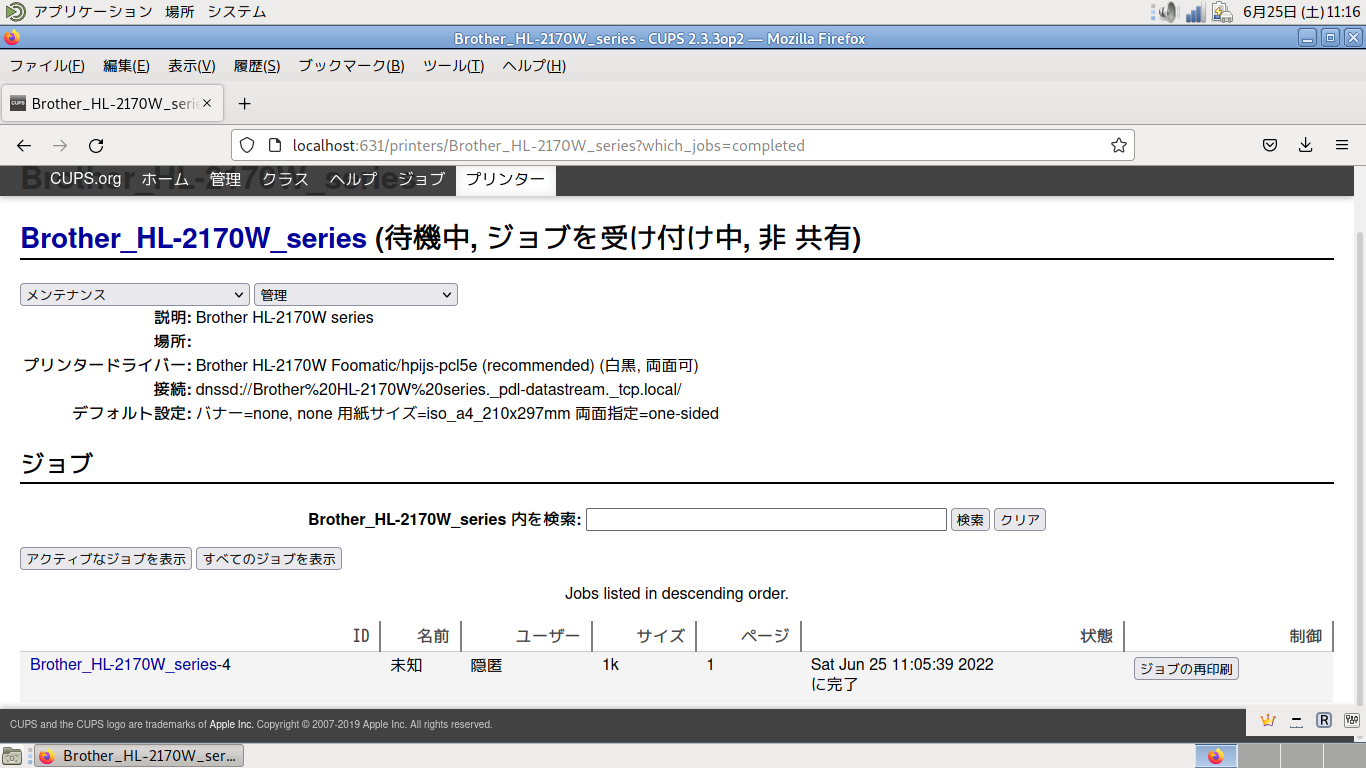 アプリケーション 場所 システム 6月25日 (土) 11:16
Brother_HL-2170W_series - CUPS 2.3.3op2 — Mozilla Firefox
ファイル(F) 編集(E) 表示(V) 履歴(S) ブックマーク(B) ツール(T) ヘルプ(H)
CUPS Brother_HL-2170W_seri
localhost:631/printers/Brother_HL-2170W_series?which_jobs=completed
Brother_HL-2170W_series
CUPS.org ホーム 管理 クラス ヘルプ ジョブ プリンター
Brother_HL-2170W_series (待機中, ジョブを受け付け中, 非 共有)
メンテナンス 管理
説明: Brother HL-2170W series
場所:
プリンタードライバー: Brother HL-2170W Foomatic/hpijs-pcl5e (recommended) (白黒, 両面可)
接続: dnssd://Brother%20HL-2170W%20series._pdl-datastream._tcp.local/
デフォルト設定: バナー=none, none 用紙サイズ=iso_a4_210x297mm 両面指定=one-sided
ジョブ
Brother_HL-2170W_series 内を検索: 検索 クリア
アクティブなジョブを表示 すべてのジョブを表示
Jobs listed in descending order.
ID 名前 ユーザー サイズ ページ 状態 制御
Brother_HL-2170W_series-4 未知 隠匿 1k 1 Sat Jun 25 11:05:39 2022 ジョブの再印刷
に完了
CUPS and the CUPS logo are trademarks of Apple Inc. Copyright © 2007-2019 Apple Inc. All rights reserved.
R
Brother_HL-2170W_ser...